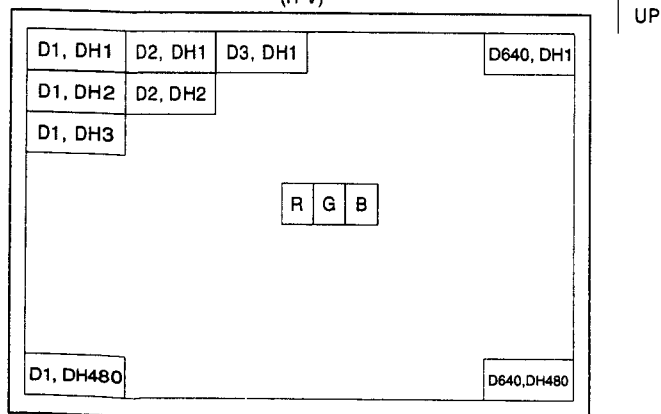 (H V)
UP
D1, DH1 D2, DH1 D3, DH1 D640, DH1
D1, DH2 D2, DH2
D1, DH3
R G B
D1, DH480 D640,DH480